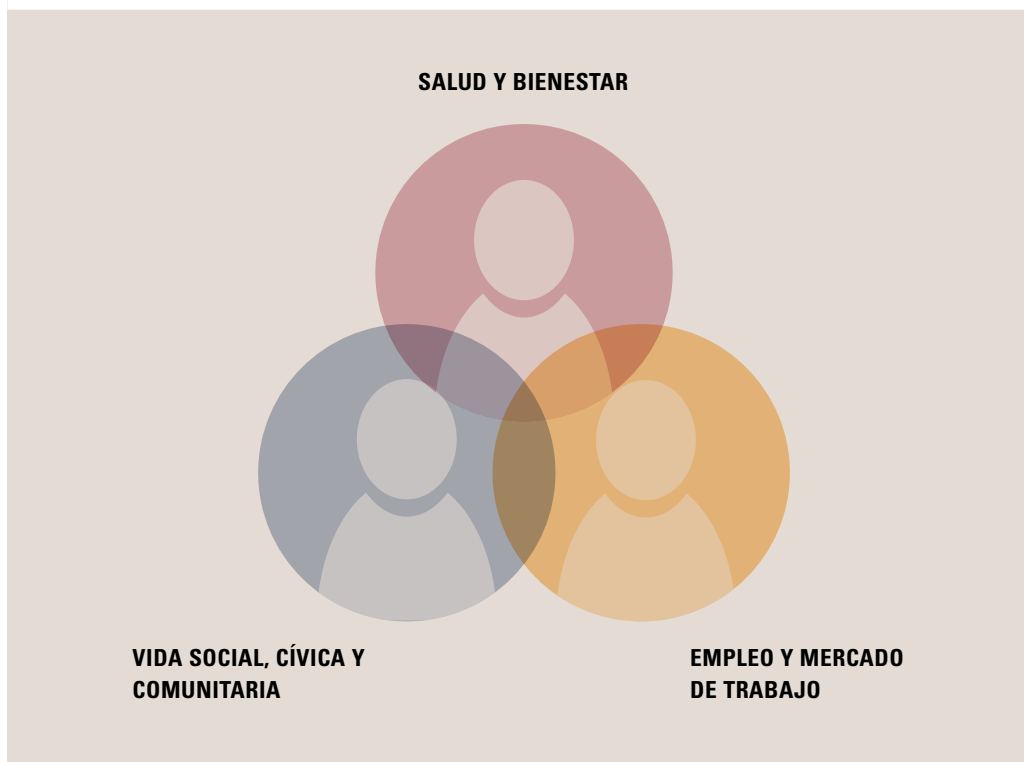 SALUD Y BIENESTAR
VIDA SOCIAL, CÍVICA Y
COMUNITARIA
EMPLEO Y MERCADO
DE TRABAJO